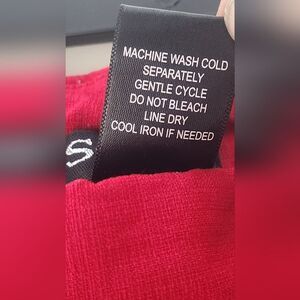 MACHINE WASH COLD
SEPARATELY
GENTLE CYCLE
DO NOT BLEACH
LINE DRY
COOL IRON IF NEEDED
S